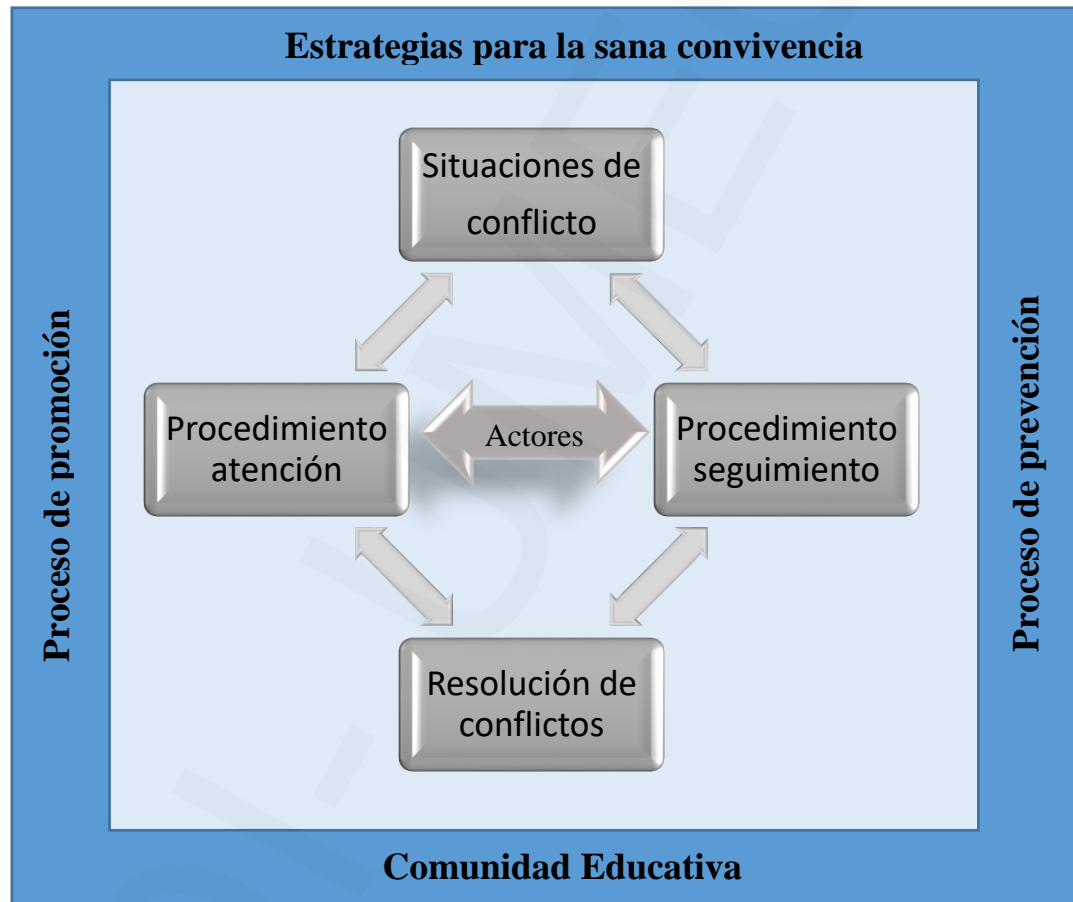 Estrategias para la sana convivencia
Situaciones de
conflicto
Proceso de promoción
Procedimiento
atención
Actores
Procedimiento
seguimiento
Proceso de prevención
Resolución de
conflictos
Comunidad Educativa